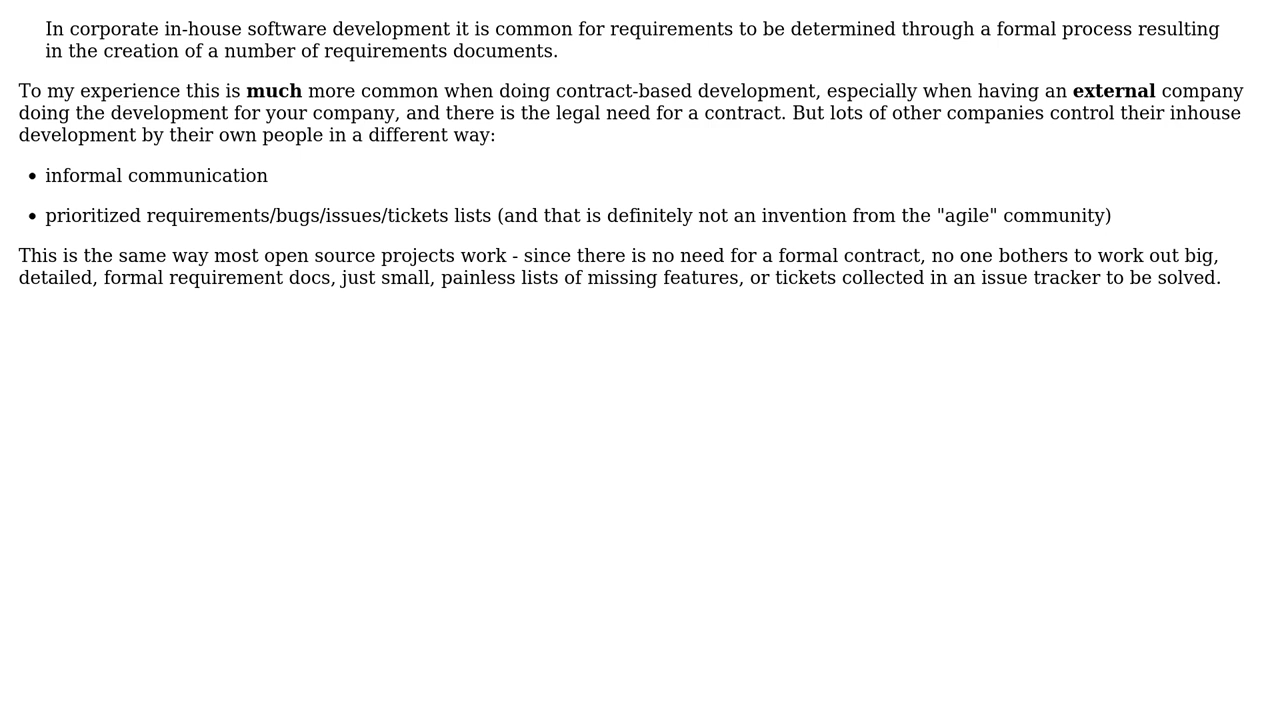 In corporate in-house software development it is common for requirements to be determined through a formal process resulting
in the creation of a number of requirements documents.
To my experience this is much more common when doing contract-based development, especially when having an external company
doing the development for your company, and there is the legal need for a contract. But lots of other companies control their inhouse
development by their own people in a different way:
• informal communication
• prioritized requirements/bugs/issues/tickets lists (and that is definitely not an invention from the "agile" community)
This is the same way most open source projects work - since there is no need for a formal contract, no one bothers to work out big,
detailed, formal requirement docs, just small, painless lists of missing features, or tickets collected in an issue tracker to be solved.